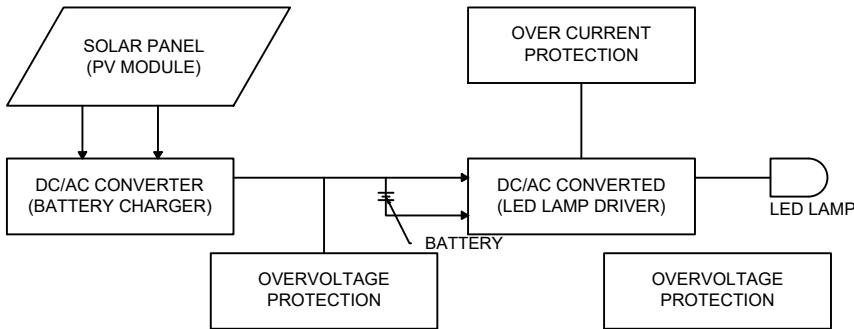 SOLAR PANEL
(PV MODULE)
OVER CURRENT
PROTECTION
DC/AC CONVERTER
(BATTERY CHARGER)
DC/AC CONVERTED
(LED LAMP DRIVER)
LED LAMP
BATTERY
OVERVOLTAGE
PROTECTION
OVERVOLTAGE
PROTECTION